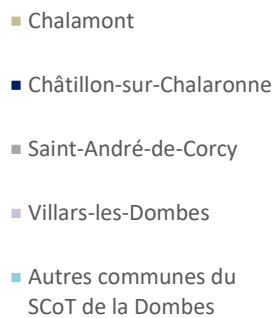 Chalamont
Châtillon-sur-Chalaronne
Saint-André-de-Corcy
Villars-les-Dombes
Autres communes du
SCoT de la Dombes